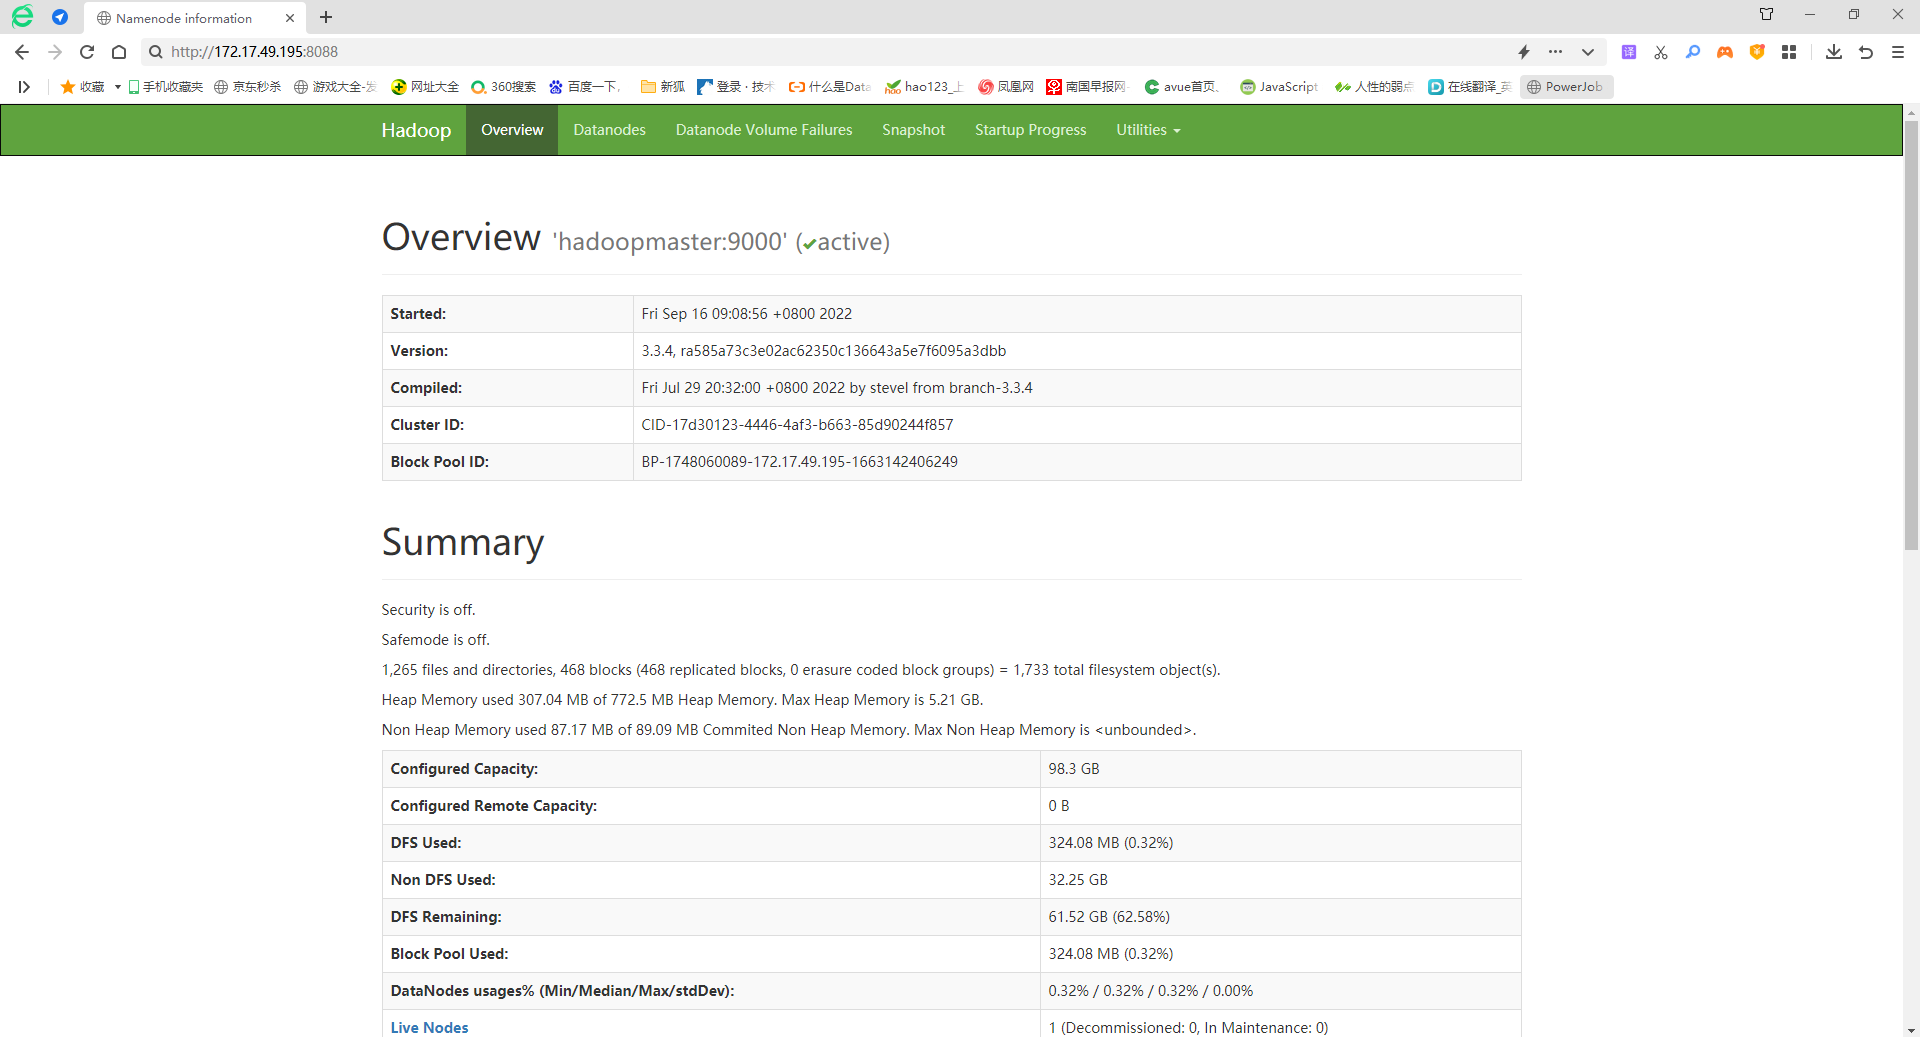 Namenode information
http://172.17.49.195:8088
译
收藏 手机收藏夹 京东秒杀 游戏大全-发 网址大全 360搜索 百度一下, 新狐 登录 · 技术 什么是Data hao123_上 凤凰网 南国早报网- avue首页、 JavaScript 人性的弱点 在线翻译_英 PowerJob
Hadoop Overview Datanodes Datanode Volume Failures Snapshot Startup Progress Utilities
Overview 'hadoopmaster:9000' (✔active)
Started: Fri Sep 16 09:08:56 +0800 2022
Version: 3.3.4, ra585a73c3e02ac62350c136643a5e7f6095a3dbb
Compiled: Fri Jul 29 20:32:00 +0800 2022 by stevel from branch-3.3.4
Cluster ID: CID-17d30123-4446-4af3-b663-85d90244f857
Block Pool ID: BP-1748060089-172.17.49.195-1663142406249
Summary
Security is off.
Safemode is off.
1,265 files and directories, 468 blocks (468 replicated blocks, 0 erasure coded block groups) = 1,733 total filesystem object(s).
Heap Memory used 307.04 MB of 772.5 MB Heap Memory. Max Heap Memory is 5.21 GB.
Non Heap Memory used 87.17 MB of 89.09 MB Commited Non Heap Memory. Max Non Heap Memory is <unbounded>.
Configured Capacity: 98.3 GB
Configured Remote Capacity: 0 B
DFS Used: 324.08 MB (0.32%)
Non DFS Used: 32.25 GB
DFS Remaining: 61.52 GB (62.58%)
Block Pool Used: 324.08 MB (0.32%)
DataNodes usages% (Min/Median/Max/stdDev): 0.32% / 0.32% / 0.32% / 0.00%
Live Nodes 1 (Decommissioned: 0, In Maintenance: 0)